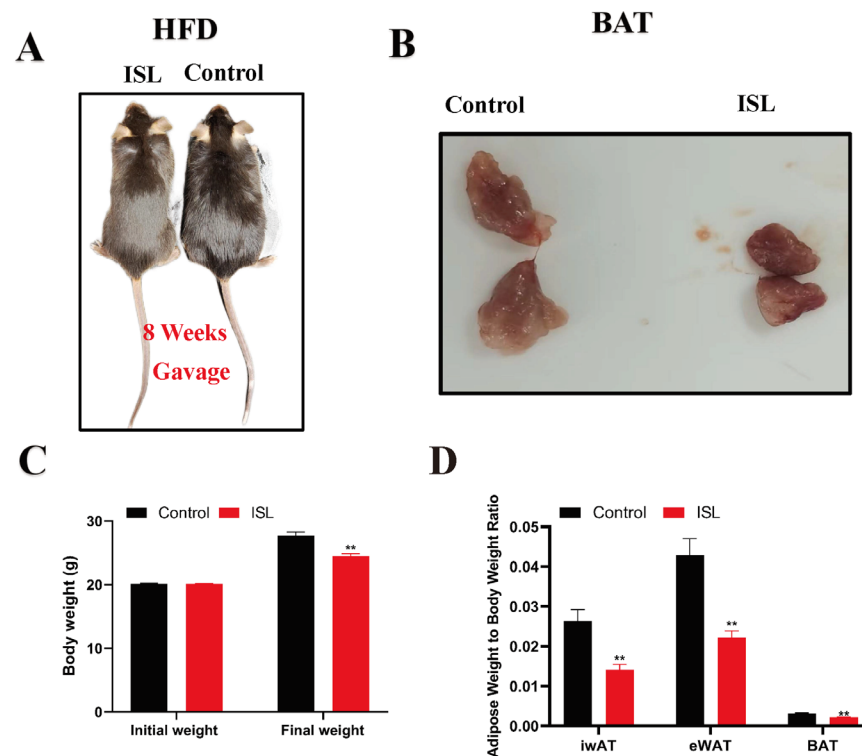 A
HFD
ISL Control
8 Weeks
Gavage
B
BAT
Control ISL
C
Control ISL
Body weight (g)
30
20
10
0
Initial weight Final weight
**
D
Control ISL
Adipose Weight to Body Weight Ratio
0.05
0.04
0.03
0.02
0.01
0.00
** ** **
iwAT eWAT BAT